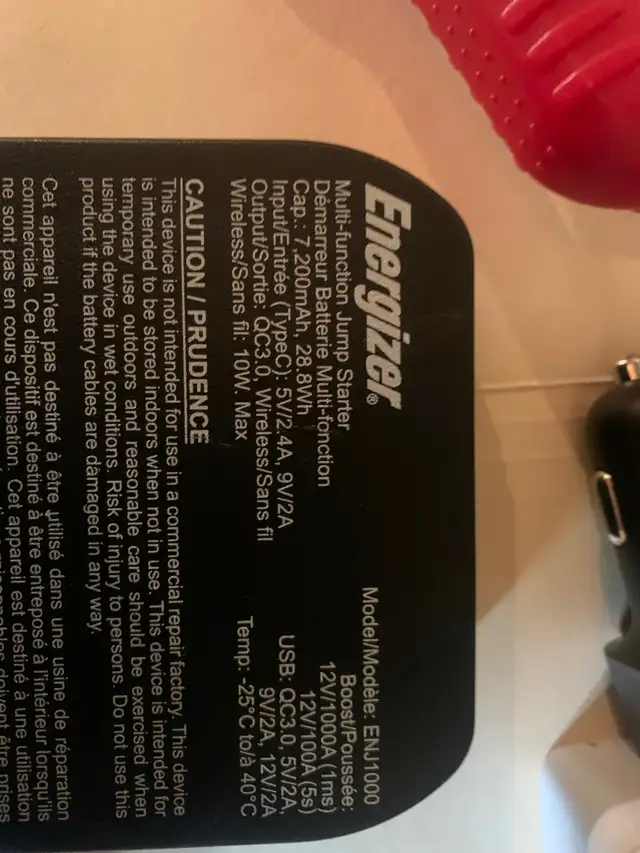 Energizer®
Model/Modèle: ENJ1000
Multi-function Jump Starter
Démarreur Batterie Multi-fonction
Cap.: 7,200mAh, 28.8Wh
Input/Entrée (TypeC): 5V/2.4A, 9V/2A
Output/Sortie: QC3.0, Wireless/Sans fil
Wireless/Sans fil: 10W, Max
Boost/Poussée:
12V/1000A (1ms)
12V/100A (5s)
USB: QC3.0, 5V/2A,
9V/2A, 12V/2A
Temp: -25°C to/à 40°C
CAUTION / PRUDENCE
This device is not intended for use in a commercial repair factory. This device
is intended to be stored indoors when not in use. This device is intended for
temporary use outdoors and reasonable care should be exercised when
using the device in wet conditions. Risk of injury to persons. Do not use this
product if the battery cables are damaged in any way.
Cet appareil n'est pas destiné à être utilisé dans une usine de réparation
commerciale. Ce dispositif est destiné à être entreposé à l'intérieur lorsqu'ils
ne sont pas en cours d'utilisation. Cet appareil est destiné à une utilisation
doivent être prises